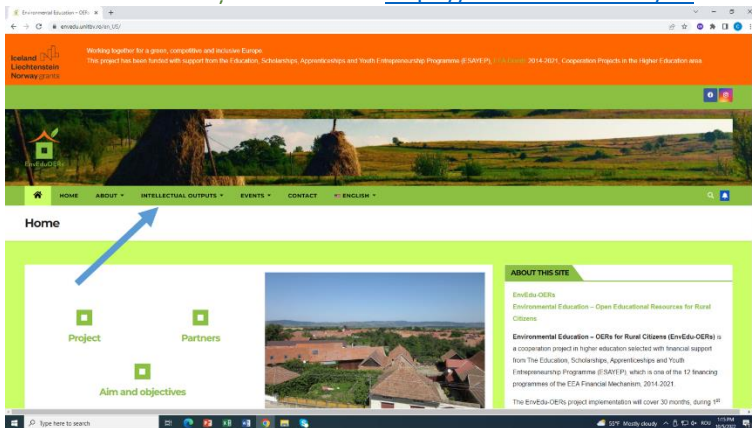 Environmental Education – OERs
envedu.unitbv.ro/en_US/
Iceland
Liechtenstein
Norway grants
Working together for a green, competitive and inclusive Europe
This project has been funded with support from the Education, Scholarships, Apprenticeships and Youth Entrepreneurship Programme (ESAYEP), EEA Grants 2014-2021, Cooperation Projects in the Higher Education area
EnvEduOERs
HOME ABOUT INTELLECTUAL OUTPUTS EVENTS CONTACT ENGLISH
Home
Project
Partners
Aim and objectives
ABOUT THIS SITE
EnvEdu-OERs
Environmental Education – Open Educational Resources for Rural
Citizens
Environmental Education – OERs for Rural Citizens (EnvEdu-OERs) is
a cooperation project in higher education selected with financial support
from The Education, Scholarships, Apprenticeships and Youth
Entrepreneurship Programme (ESAYEP), which is one of the 12 financing
programmes of the EEA Financial Mechanism, 2014-2021.
The EnvEdu-OERs project implementation will cover 30 months, during 1st
Type here to search
53°F Mostly cloudy
ROU
1:15 PM
10/5/2022